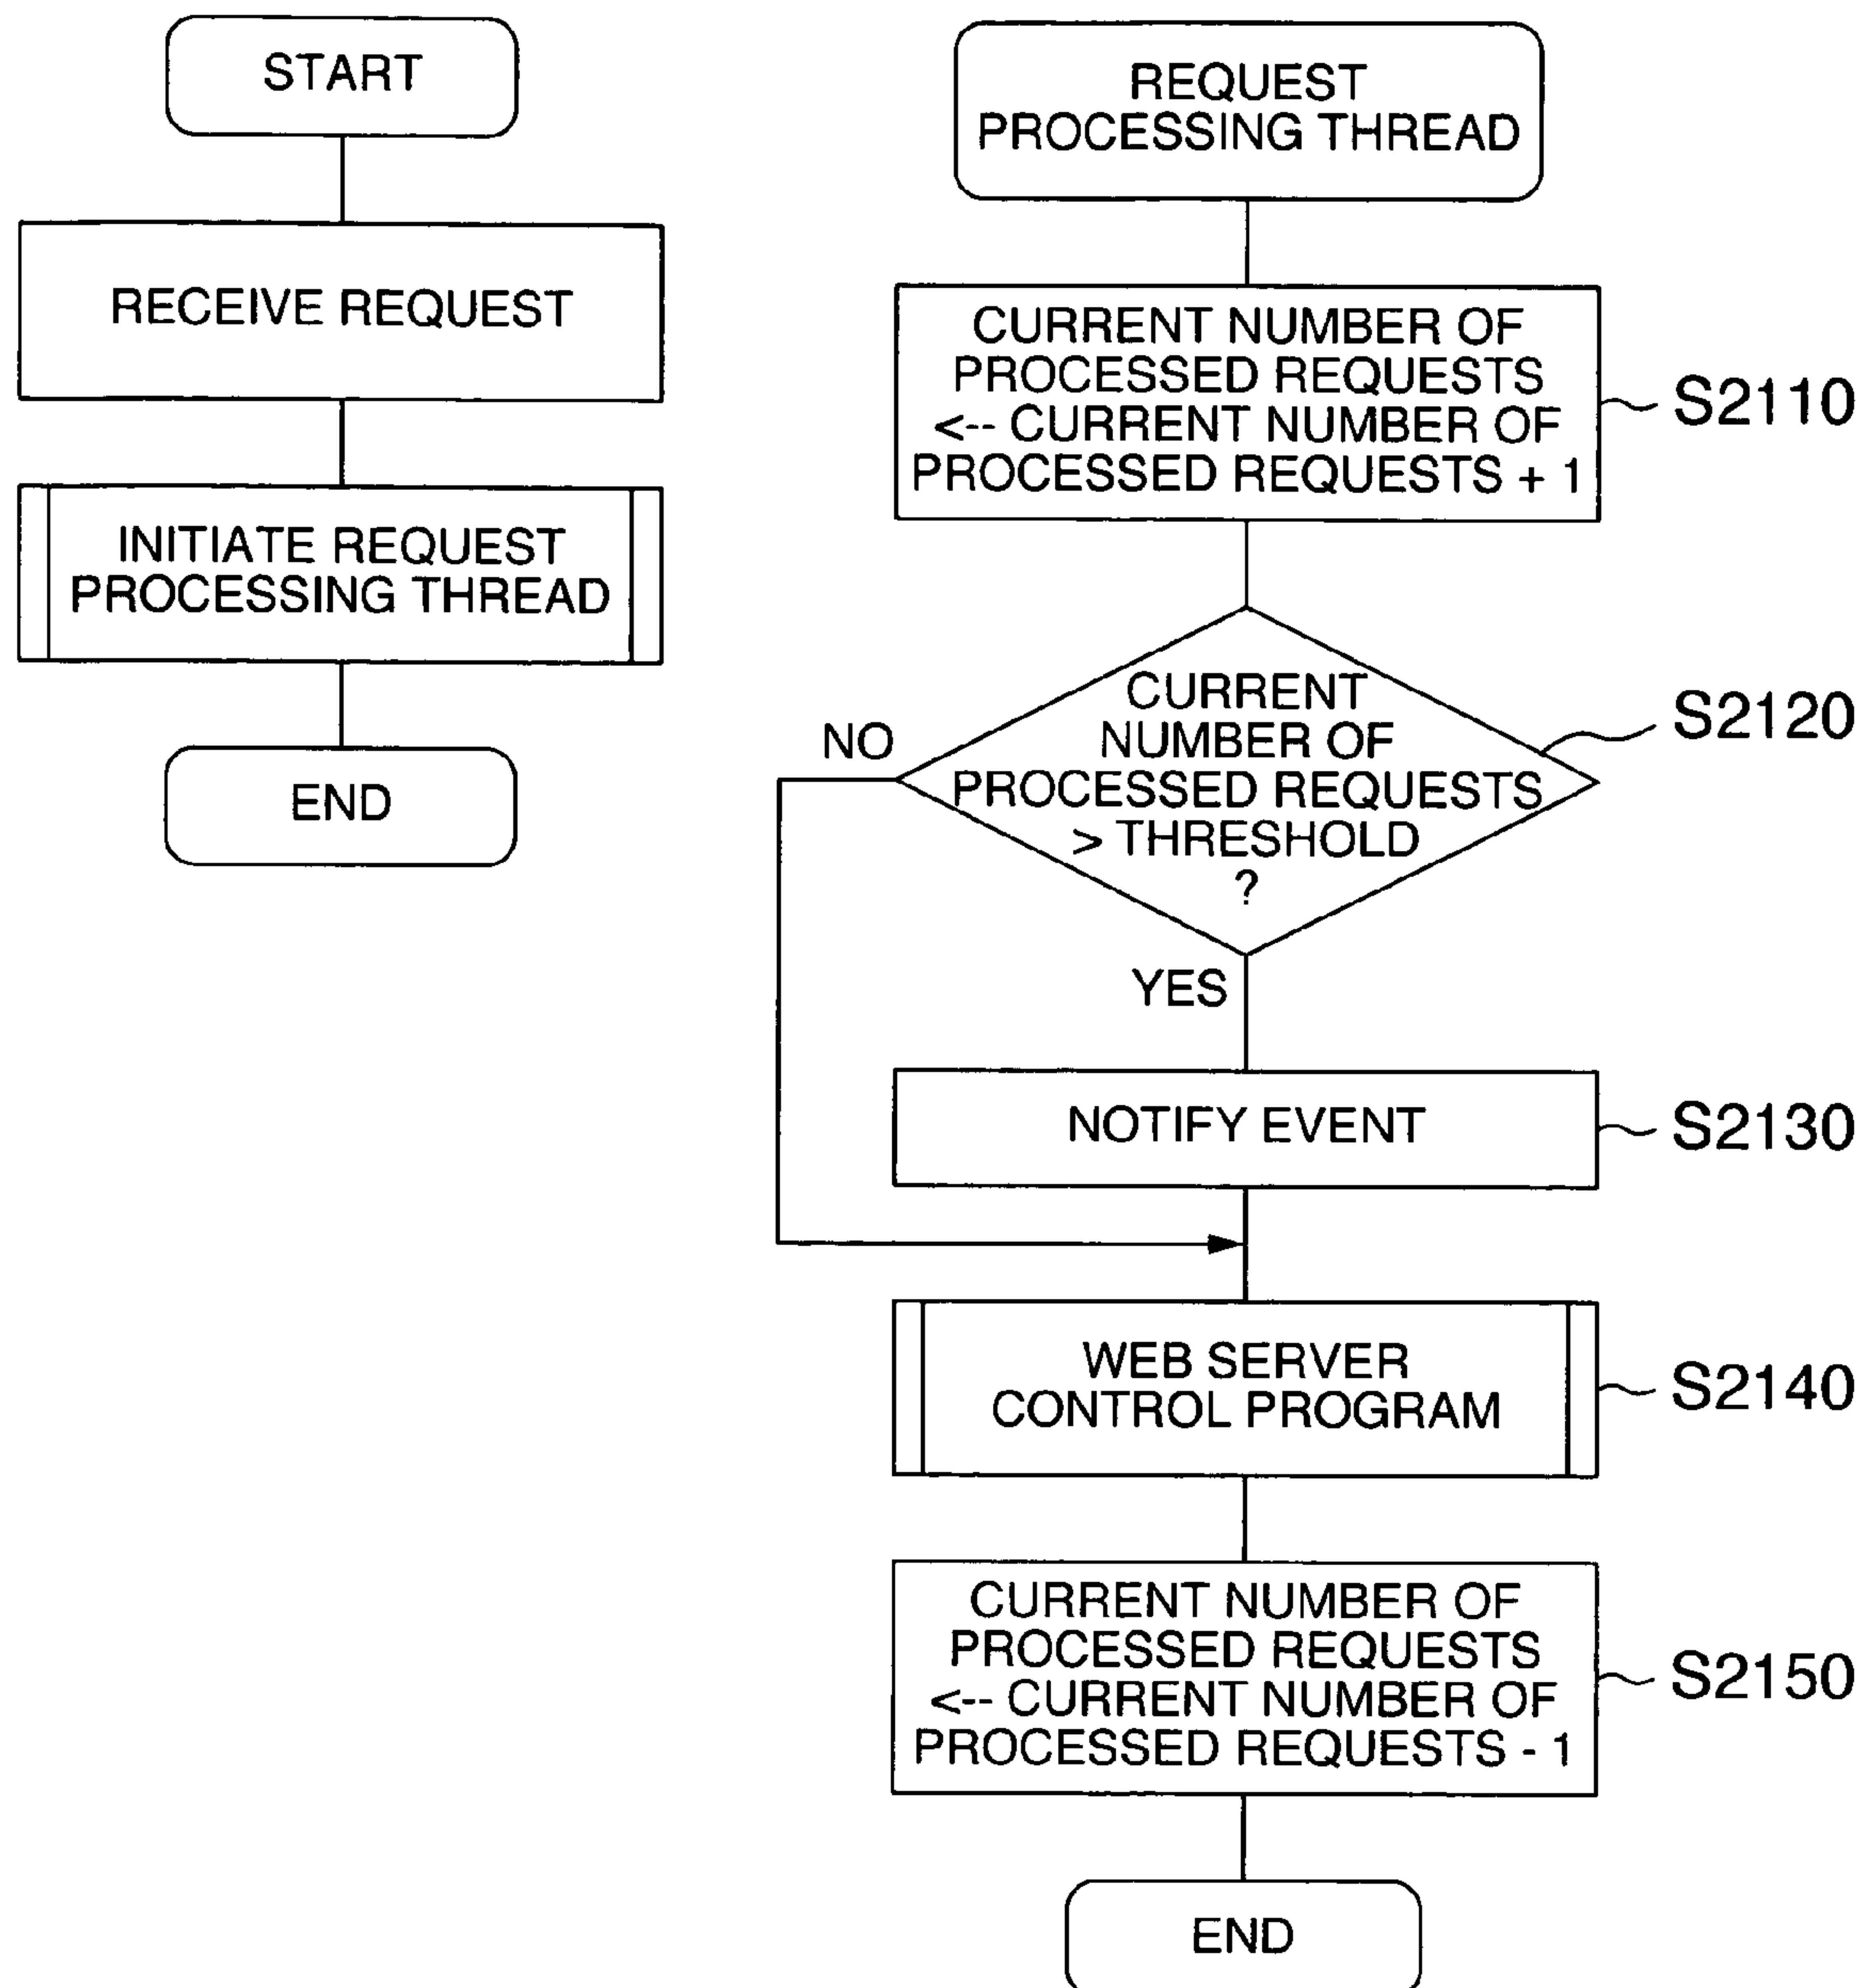 START
RECEIVE REQUEST
INITIATE REQUEST
PROCESSING THREAD
END
REQUEST
PROCESSING THREAD
CURRENT NUMBER OF
PROCESSED REQUESTS
<-- CURRENT NUMBER OF
PROCESSED REQUESTS + 1
S2110
CURRENT
NUMBER OF
PROCESSED REQUESTS
> THRESHOLD
?
S2120
NO
YES
NOTIFY EVENT
S2130
WEB SERVER
CONTROL PROGRAM
S2140
CURRENT NUMBER OF
PROCESSED REQUESTS
<-- CURRENT NUMBER OF
PROCESSED REQUESTS - 1
S2150
END